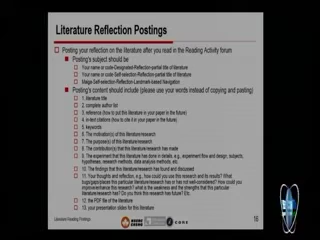 Literature Reflection Postings
Posting your reflection on the literature after you read in the Reading Activity forum
Posting's subject should be
Your name or code-Designated-Reflection-partial title of literature
Your name or code-Self-selection-Reflection-partial title of literature
Maiga-Self-selection-Reflection-Landmark-based Navigation
Posting's content should include (please use your words instead of copying and pasting)
1. literature title
2. complete author list
3. reference (how to put this literature in your paper in the future)
4. in-text citations (how to cite it in your paper in the future)
5. keywords
6. The motivation(s) of this literature/research
7. The purpose(s) of this literature/research
8. The contribution(s) that this literature/research has made
9. The experiment that this literature has done in details, e.g., experiment flow and design, subjects,
hypotheses, research methods, data analysis methods, etc.
10. The findings that this literature/research has found and discussed
11. Your thoughts and reflection, e.g., how could you use this research and its results? What
bugs/gaps/places this particular literature/research has or has not well-considered? How could you
improve/enhance this research? what is the weakness and the strengths that this particular
literature/research has? Do you think this research has future? Etc.
12. the PDF file of the literature
13. your presentation slides for this literature
Literature Reading Postings